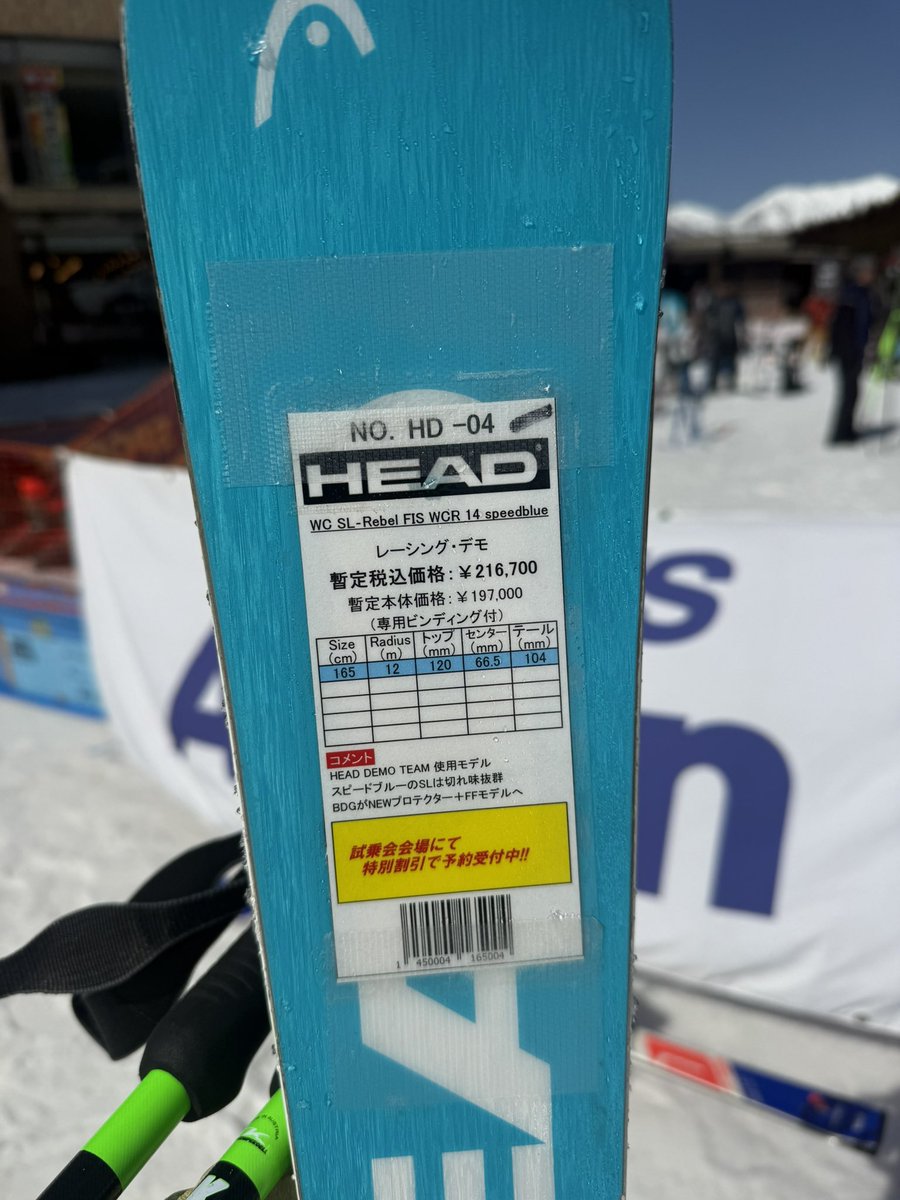 NO. HD -04
HEAD
WC SL-Rebel FIS WCR 14 speedblue
レーシング・デモ
暫定税込価格：￥216,700
暫定本体価格：￥197,000
（専用ビンディング付）
Size (cm) Radius (m) トップ (mm) センター (mm) テール (mm)
165 12 120 66.5 104
コメント
HEAD DEMO TEAM 使用モデル
スピードブルーのSLは切れ味抜群
BDGがNEWプロテクター＋FFモデルへ
試乗会会場にて
特別割引で予約受付中!!
1 450004 165004
EA